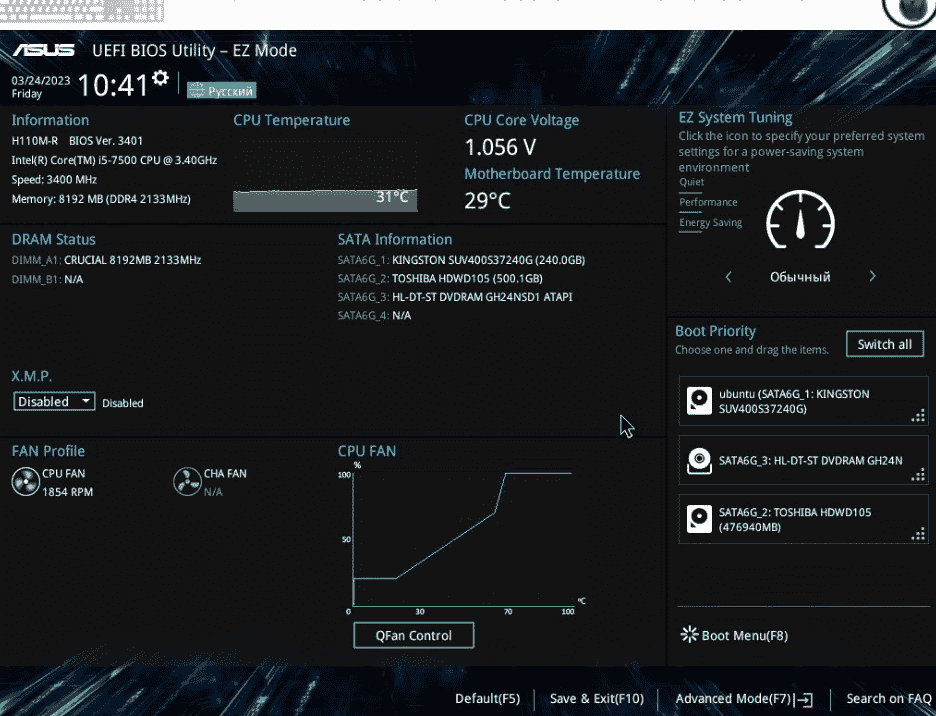 ASUS UEFI BIOS Utility – EZ Mode
03/24/2023
Friday
10:41
Русский
Information
H110M-R BIOS Ver. 3401
Intel(R) Core(TM) i5-7500 CPU @ 3.40GHz
Speed: 3400 MHz
Memory: 8192 MB (DDR4 2133MHz)
CPU Temperature
31°C
CPU Core Voltage
1.056 V
Motherboard Temperature
29°C
EZ System Tuning
Click the icon to specify your preferred system
settings for a power-saving system
environment
Quiet
Performance
Energy Saving
Обычный
DRAM Status
DIMM_A1: CRUCIAL 8192MB 2133MHz
DIMM_B1: N/A
SATA Information
SATA6G_1: KINGSTON SUV400S37240G (240.0GB)
SATA6G_2: TOSHIBA HDWD105 (500.1GB)
SATA6G_3: HL-DT-ST DVDRAM GH24NSD1 ATAPI
SATA6G_4: N/A
X.M.P.
Disabled Disabled
Boot Priority
Choose one and drag the items.
Switch all
ubuntu (SATA6G_1: KINGSTON
SUV400S37240G)
SATA6G_3: HL-DT-ST DVDRAM GH24N
SATA6G_2: TOSHIBA HDWD105
(476940MB)
Boot Menu(F8)
FAN Profile
CPU FAN
1854 RPM
CHA FAN
N/A
CPU FAN
%
100
50
0 30 70 100
°C
QFan Control
Default(F5) Save & Exit(F10) Advanced Mode(F7) Search on FAQ